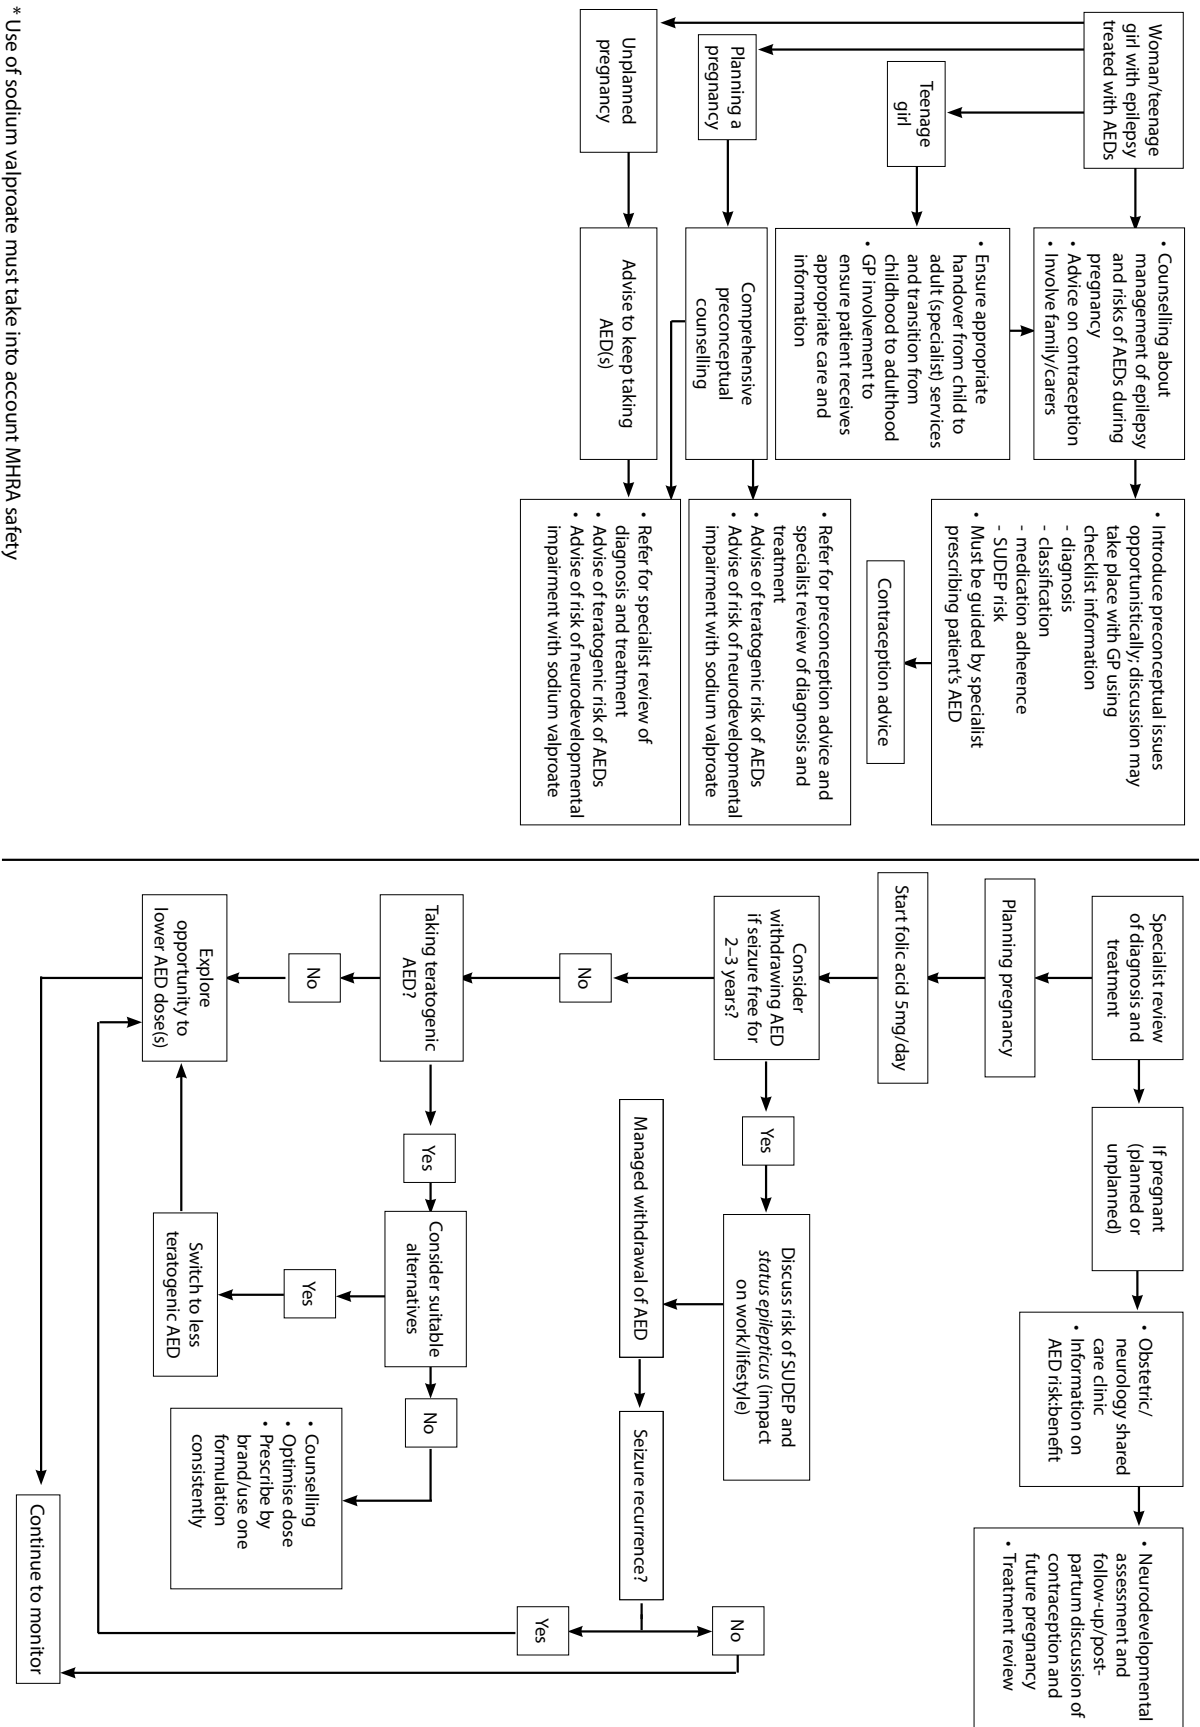 Woman/teenage
girl with epilepsy
treated with AEDs
• Counselling about
management of epilepsy
and risks of AEDs during
pregnancy
• Advice on contraception
• Involve family/carers
• Introduce preconceptual issues
opportunistically; discussion may
take place with GP using
checklist information
- diagnosis
- classification
- medication adherence
- SUDEP risk
• Must be guided by specialist
prescribing patient's AED
Contraception advice
Teenage
girl
• Ensure appropriate
handover from child to
adult (specialist) services
and transition from
childhood to adulthood
• GP involvement to
ensure patient receives
appropriate care and
information
Planning a
pregnancy
Comprehensive
preconceptual
counselling
• Refer for preconception advice and
specialist review of diagnosis and
treatment
• Advise of teratogenic risk of AEDs
• Advise of risk of neurodevelopmental
impairment with sodium valproate
Unplanned
pregnancy
Advise to keep taking
AED(s)
• Refer for specialist review of
diagnosis and treatment
• Advise of teratogenic risk of AEDs
• Advise of risk of neurodevelopmental
impairment with sodium valproate
* Use of sodium valproate must take into account MHRA safety
Specialist review
of diagnosis and
treatment
If pregnant
(planned or
unplanned)
• Obstetric/
neurology shared
care clinic
• Information on
AED risk:benefit
• Neurodevelopmental
assessment and
follow-up/post-
partum discussion of
contraception and
future pregnancy
• Treatment review
Planning pregnancy
Start folic acid 5mg/day
Consider
withdrawing AED
if seizure free for
2–3 years?
Yes
Discuss risk of SUDEP and
status epilepticus (impact
on work/lifestyle)
Managed withdrawal of AED
Seizure recurrence?
No
Yes
No
Taking teratogenic
AED?
Yes
Consider suitable
alternatives
No
• Counselling
• Optimise dose
• Prescribe by
brand/use one
formulation
consistently
Yes
Switch to less
teratogenic AED
No
Explore
opportunity to
lower AED dose(s)
Continue to monitor